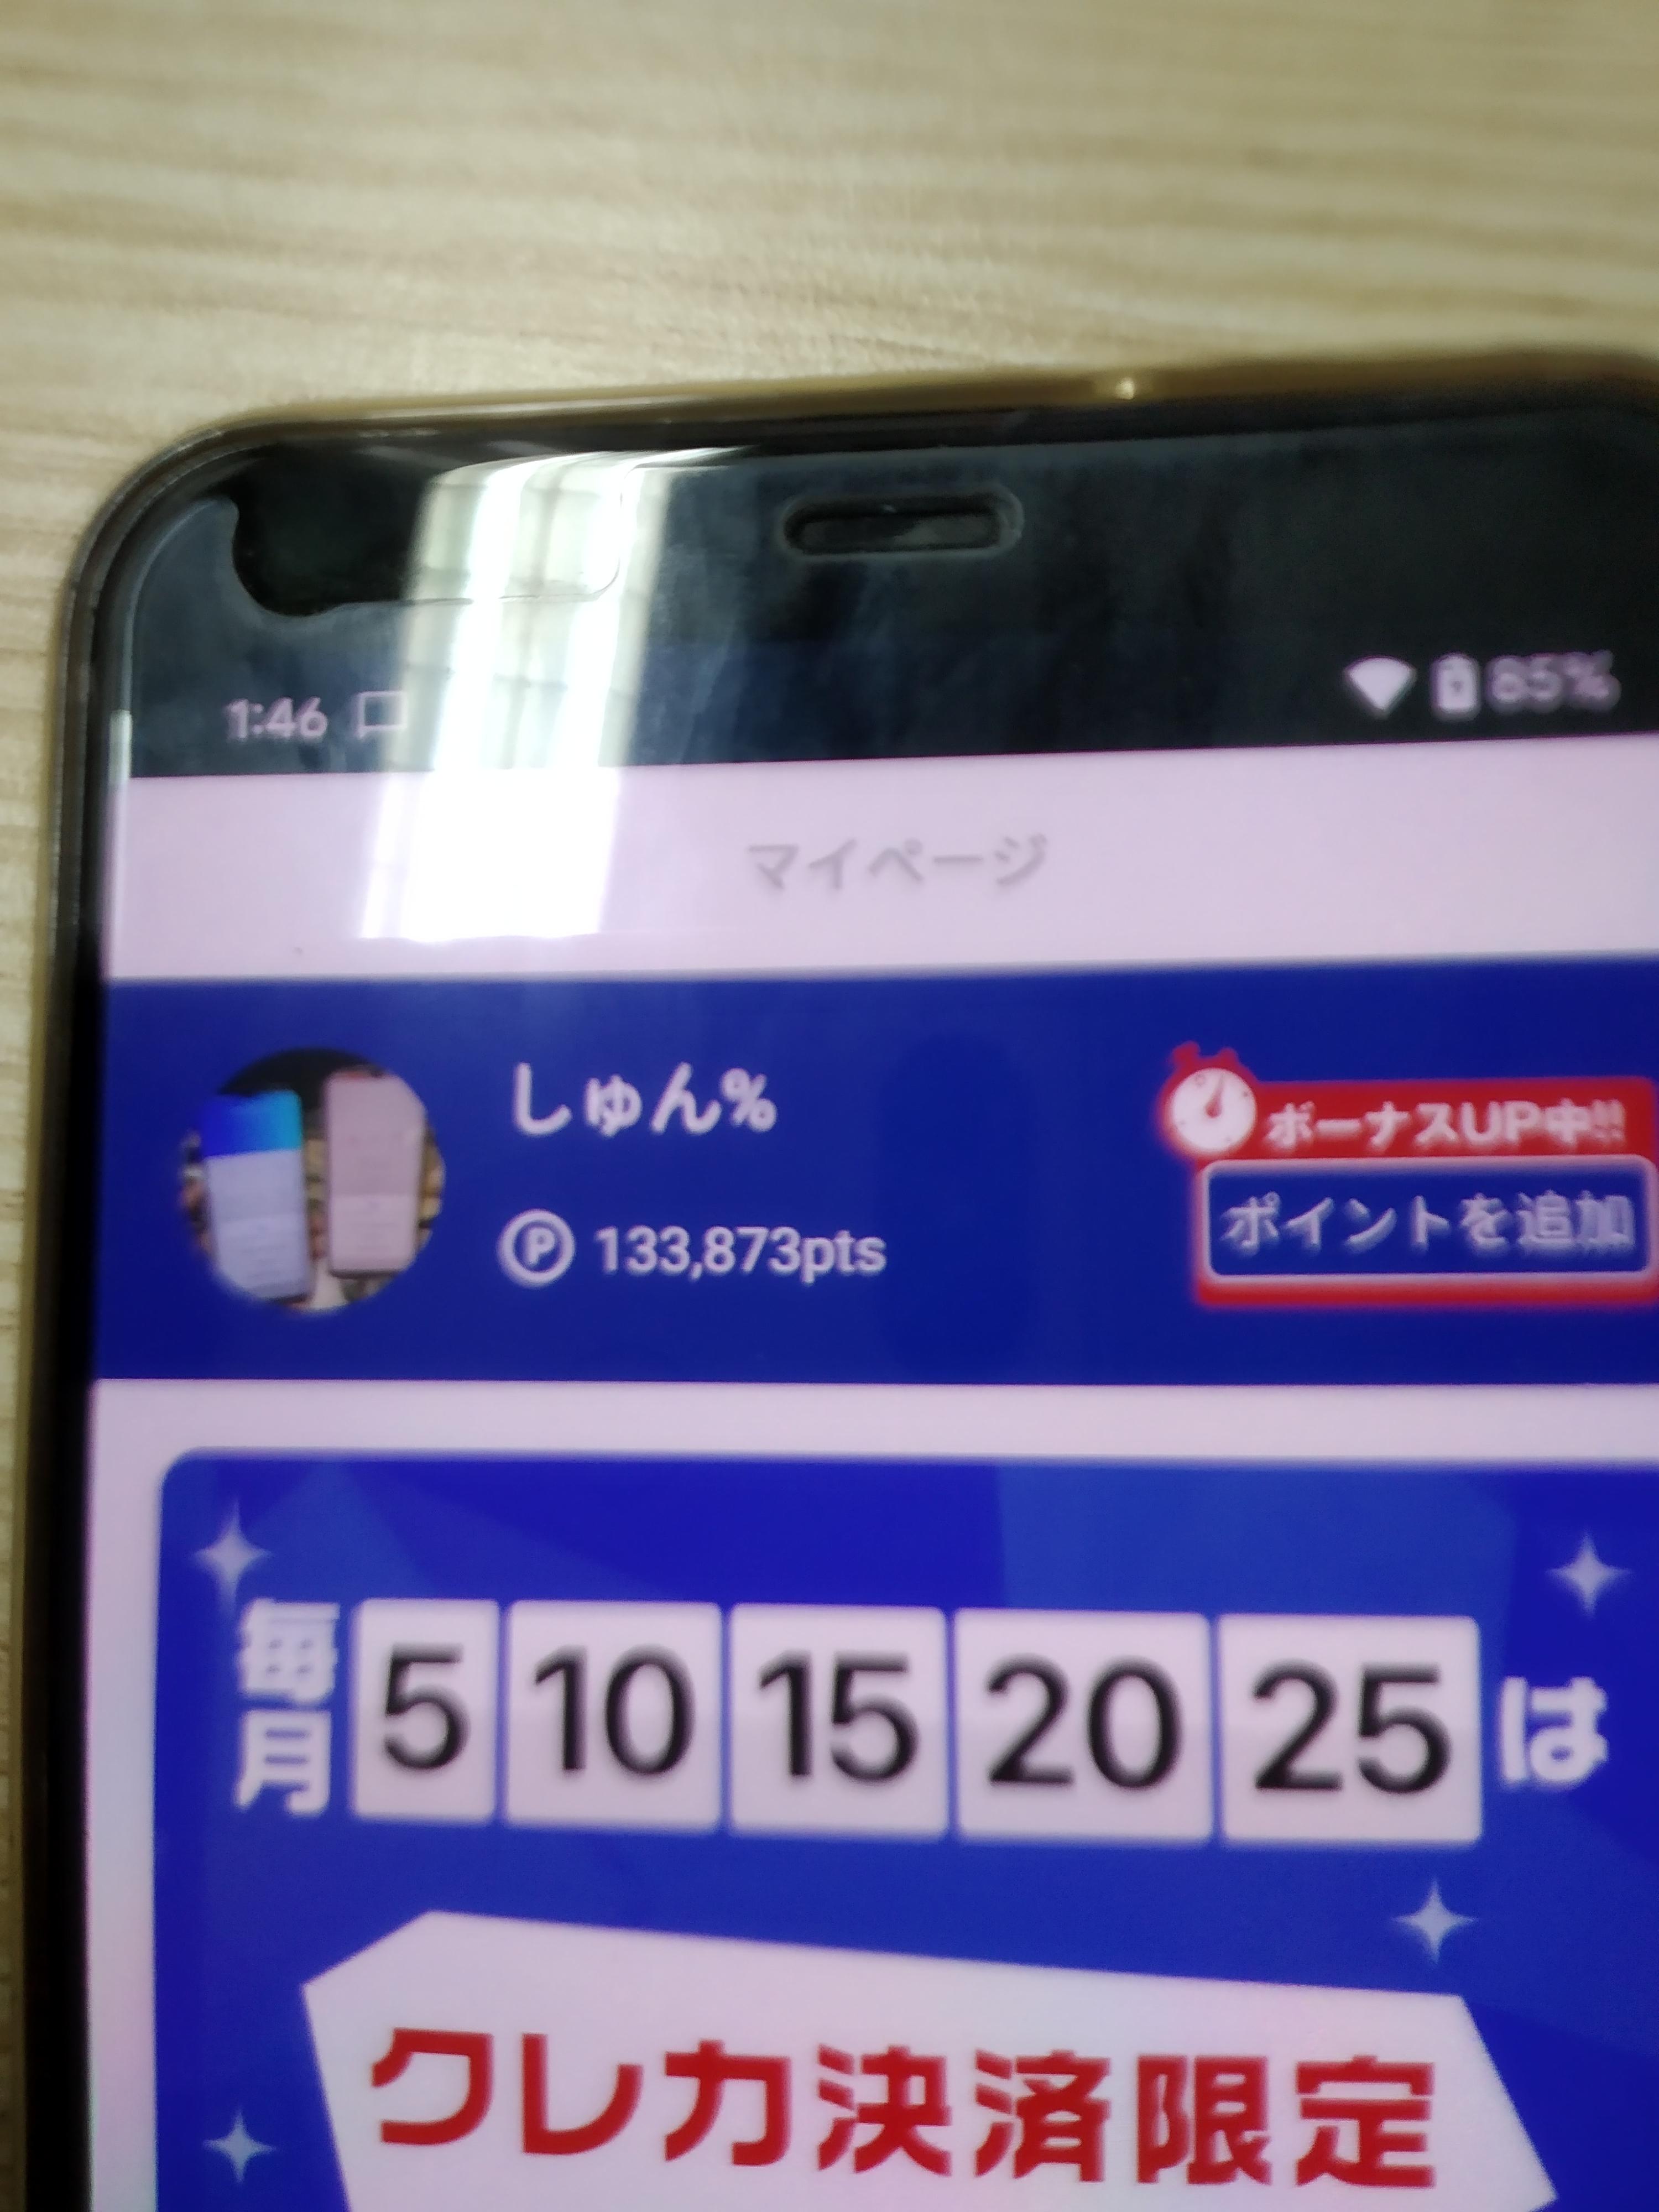 1:46
85%
マイページ
しゅん%
P 133,873pts
ボーナスUP中!!
ポイントを追加
毎月 5 10 15 20 25 は
クレカ決済限定